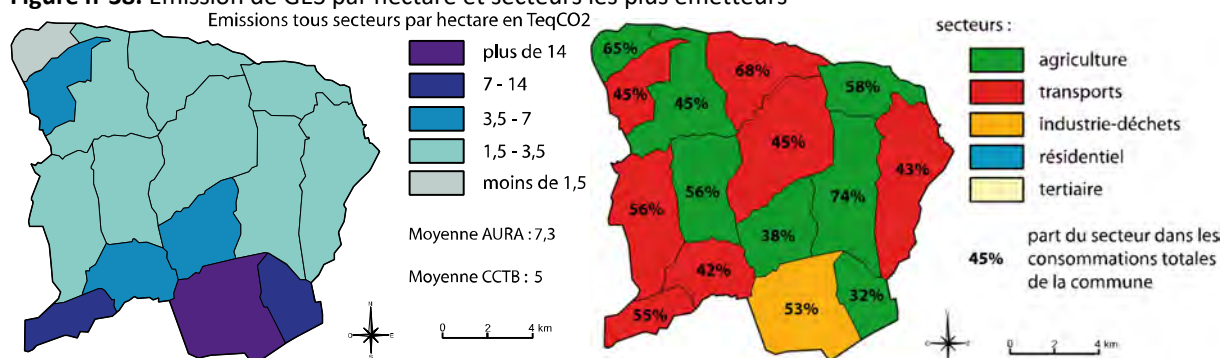 Figure II-38: Emission de GES par hectare et secteurs les plus émetteurs
Emissions tous secteurs par hectare en TeqCO2
plus de 14
7 - 14
3,5 - 7
1,5 - 3,5
moins de 1,5
Moyenne AURA : 7,3
Moyenne CCTB : 5
N
O
E
S
0 2 4 km
secteurs :
agriculture
transports
industrie-déchets
résidentiel
tertiaire
45% part du secteur dans les
consommations totales
de la commune
65%
68%
58%
45%
45%
45%
43%
56%
56%
74%
38%
42%
32%
53%
55%
0 2 4 km